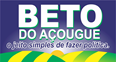 BETO
DO AÇOUGUE
o jeito simples de fazer política.